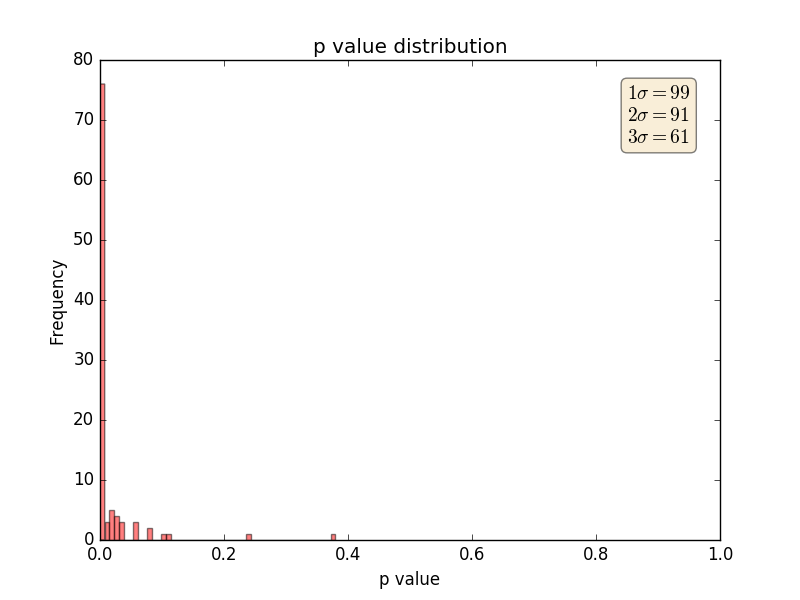 p value distribution
1σ = 99
2σ = 91
3σ = 61
80
70
60
50
40
30
20
10
0
Frequency
0.0 0.2 0.4 0.6 0.8 1.0
p value